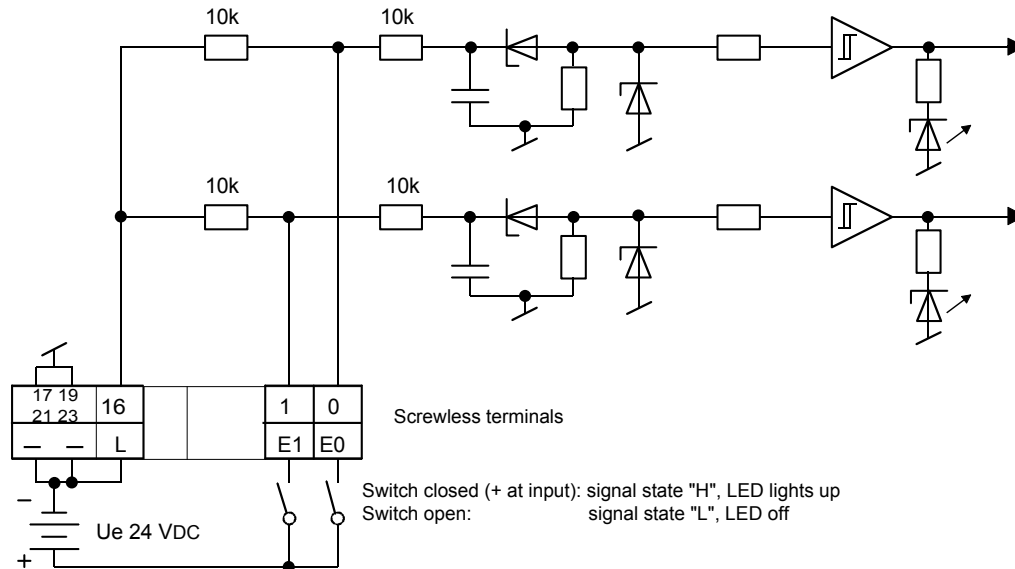 10k 10k
10k 10k
17 19 16 1 0
21 23
Screwless terminals
— — L E1 E0
Switch closed (+ at input): signal state "H", LED lights up
− Switch open: signal state "L", LED off
Ue 24 VDC
+